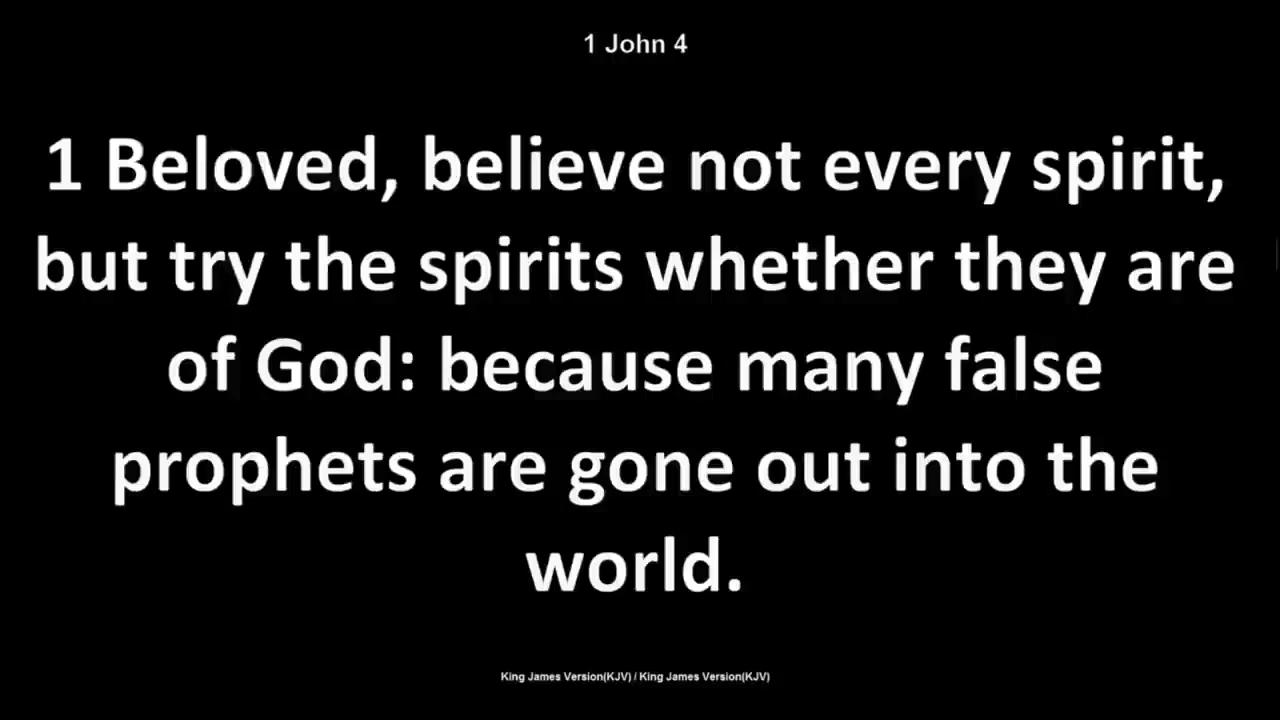 1 John 4
1 Beloved, believe not every spirit,
but try the spirits whether they are
of God: because many false
prophets are gone out into the
world.
King James Version(KJV) / King James Version(KJV)